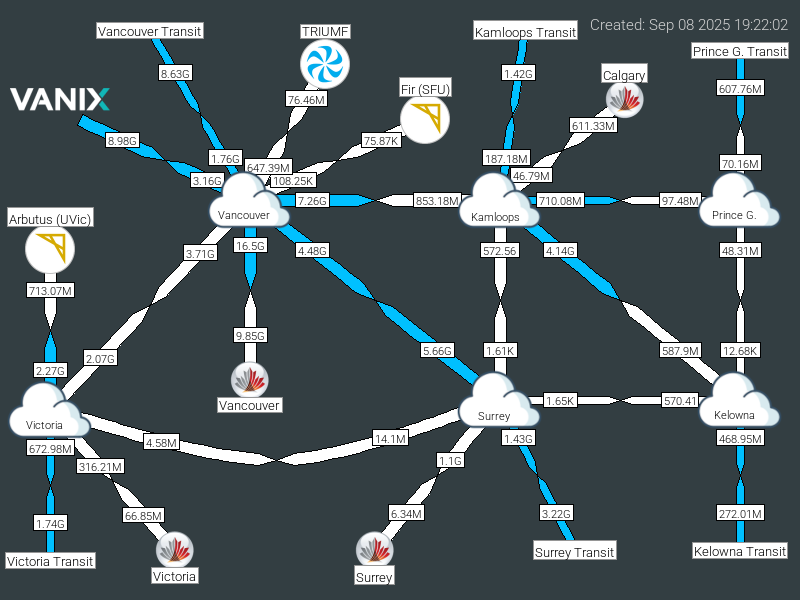 Created: Sep 08 2025 19:22:02
Vancouver Transit
TRIUMF
Kamloops Transit
Prince G. Transit
8.63G
1.42G
Calgary
Fir (SFU)
607.76M
VANIX
76.46M
611.33M
8.98G
75.87K
1.76G
187.18M
70.16M
647.39M
3.16G
108.25K
46.79M
7.26G
853.18M
710.08M
97.48M
Vancouver
Kamloops
Prince G.
Arbutus (UVic)
3.71G
16.5G
4.48G
572.56
4.14G
48.31M
713.07M
9.85G
2.07G
5.66G
1.61K
587.9M
12.68K
2.27G
Vancouver
1.65K
570.41
Victoria
Surrey
Kelowna
672.98M
4.58M
14.1M
1.43G
468.95M
316.21M
1.1G
1.74G
66.85M
6.34M
3.22G
272.01M
Victoria Transit
Victoria
Surrey
Surrey Transit
Kelowna Transit